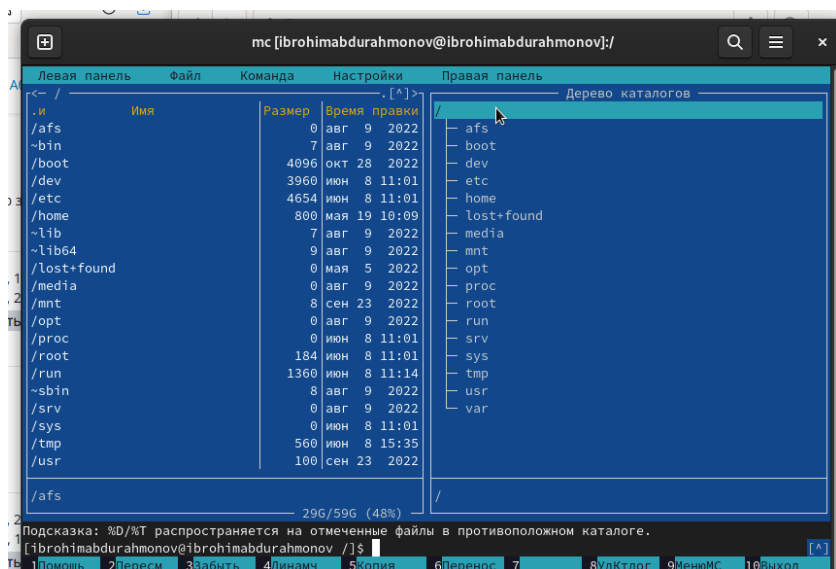 mc [ibrohimabdurahmonov@ibrohimabdurahmonov]:/
Левая панель Файл Команда Настройки Правая панель
<— / .[^]>
.и Имя Размер Время правки
/afs 0 авг 9 2022
~bin 7 авг 9 2022
/boot 4096 окт 28 2022
/dev 3960 июн 8 11:01
/etc 4654 июн 8 11:01
/home 800 мая 19 10:09
~lib 7 авг 9 2022
~lib64 9 авг 9 2022
/lost+found 0 мая 5 2022
/media 0 авг 9 2022
/mnt 8 сен 23 2022
/opt 0 авг 9 2022
/proc 0 июн 8 11:01
/root 184 июн 8 11:01
/run 1360 июн 8 11:14
~sbin 8 авг 9 2022
/srv 0 авг 9 2022
/sys 0 июн 8 11:01
/tmp 560 июн 8 15:35
/usr 100 сен 23 2022
/afs
29G/59G (48%)
Дерево каталогов
/
afs
boot
dev
etc
home
lost+found
media
mnt
opt
proc
root
run
srv
sys
tmp
usr
var
/
Подсказка: %D/%T распространяется на отмеченные файлы в противоположном каталоге.
[ibrohimabdurahmonov@ibrohimabdurahmonov /]$ [^]
1Помощь 2Пересм 3Забыть 4Динамч 5Копия 6Перенос 7 8УдКтлог 9МенюМС 10Выход